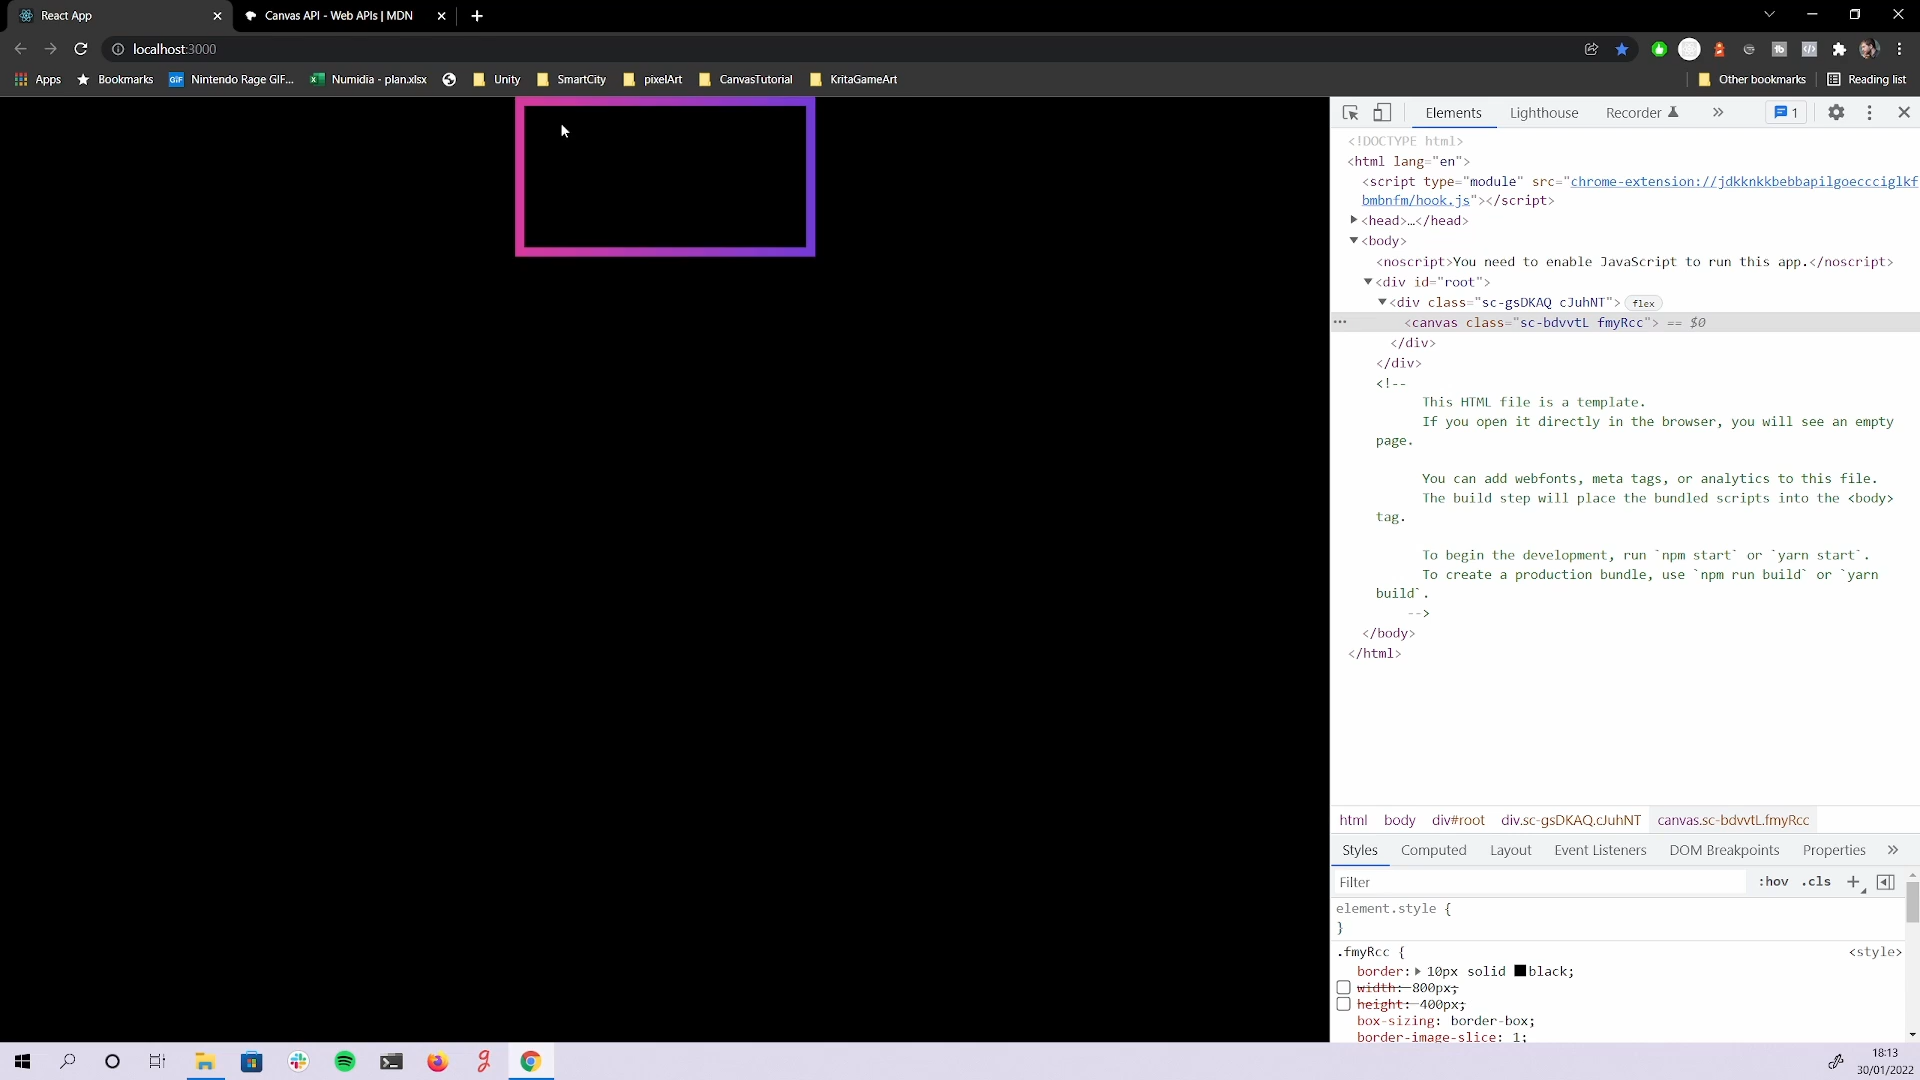 React App
Canvas API - Web APIs | MDN
localhost:3000
Apps
Bookmarks
GIF
Nintendo Rage GIF...
Numidia - plan.xlsx
Unity
SmartCity
pixelArt
CanvasTutorial
KritaGameArt
Other bookmarks
Reading list
Elements
Lighthouse
Recorder
»
1
<!DOCTYPE html>
<html lang="en">
<script type="module" src="chrome-extension://jdkknkkbebbapilgoeccciglkf
bmbnfm/hook.js"></script>
<head>…</head>
<body>
<noscript>You need to enable JavaScript to run this app.</noscript>
<div id="root">
<div class="sc-gsDKAQ cJuhNT"> flex
<canvas class="sc-bdvvtL fmyRcc"> == $0
</div>
</div>
<!--
This HTML file is a template.
If you open it directly in the browser, you will see an empty
page.
You can add webfonts, meta tags, or analytics to this file.
The build step will place the bundled scripts into the <body>
tag.
To begin the development, run `npm start` or `yarn start`.
To create a production bundle, use `npm run build` or `yarn
build`.
-->
</body>
</html>
html body div#root div.sc-gsDKAQ.cJuhNT canvas.sc-bdvvtL.fmyRcc
Styles Computed Layout Event Listeners DOM Breakpoints Properties »
Filter
:hov .cls +
element.style {
}
.fmyRcc {
<style>
border: 10px solid black;
width: 800px;
height: 400px;
box-sizing: border-box;
border-image-slice: 1;
18:13
30/01/2022